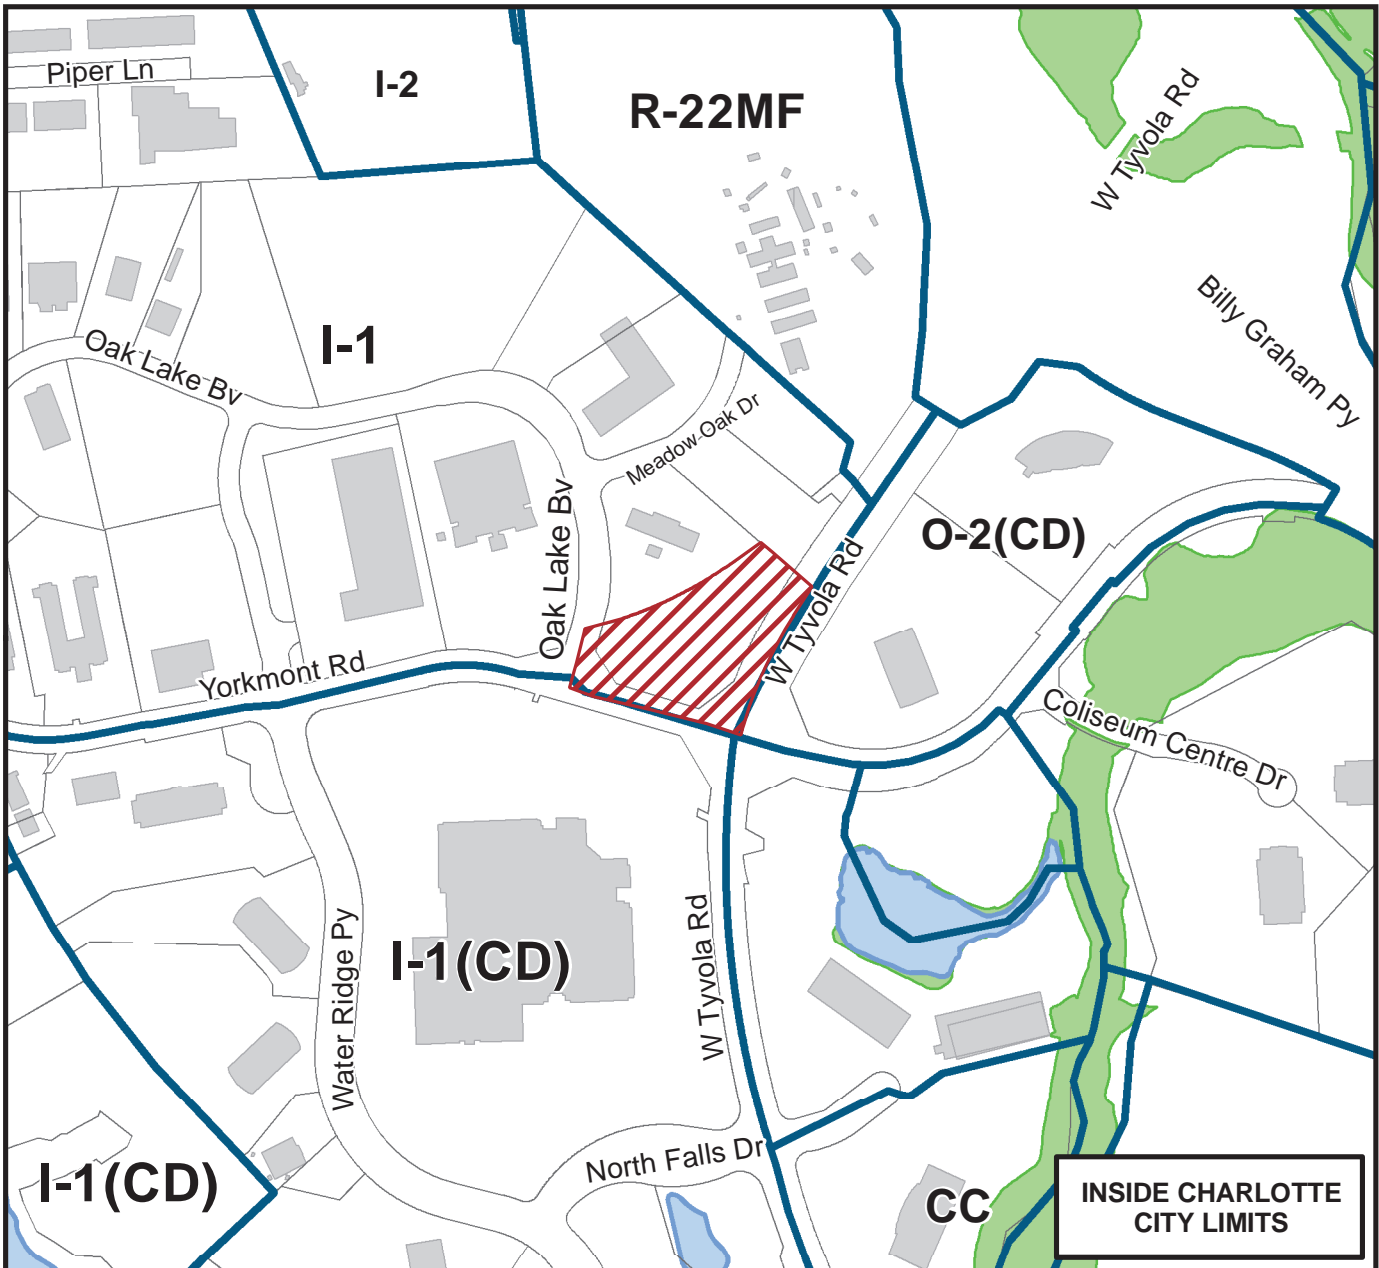 Piper Ln
I-2
R-22MF
W Tyvola Rd
Billy Graham Py
I-1
Oak Lake Bv
Meadow Oak Dr
Oak Lake Bv
O-2(CD)
W Tyvola Rd
Yorkmont Rd
Coliseum Centre Dr
I-1(CD)
W Tyvola Rd
Water Ridge Py
North Falls Dr
I-1(CD)
CC
INSIDE CHARLOTTE
CITY LIMITS